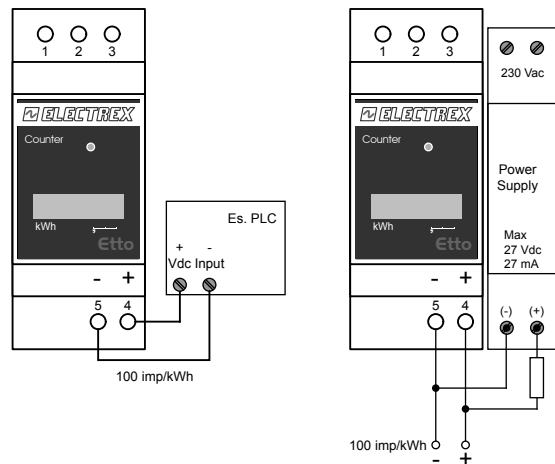 1 2 3
ELECTREX
Counter
kWh
Etto
- +
5 4
100 imp/kWh
Es. PLC
+ -
Vdc Input
1 2 3
ELECTREX
Counter
kWh
Etto
- +
5 4
100 imp/kWh
- +
230 Vac
Power
Supply
Max
27 Vdc
27 mA
(-) (+)